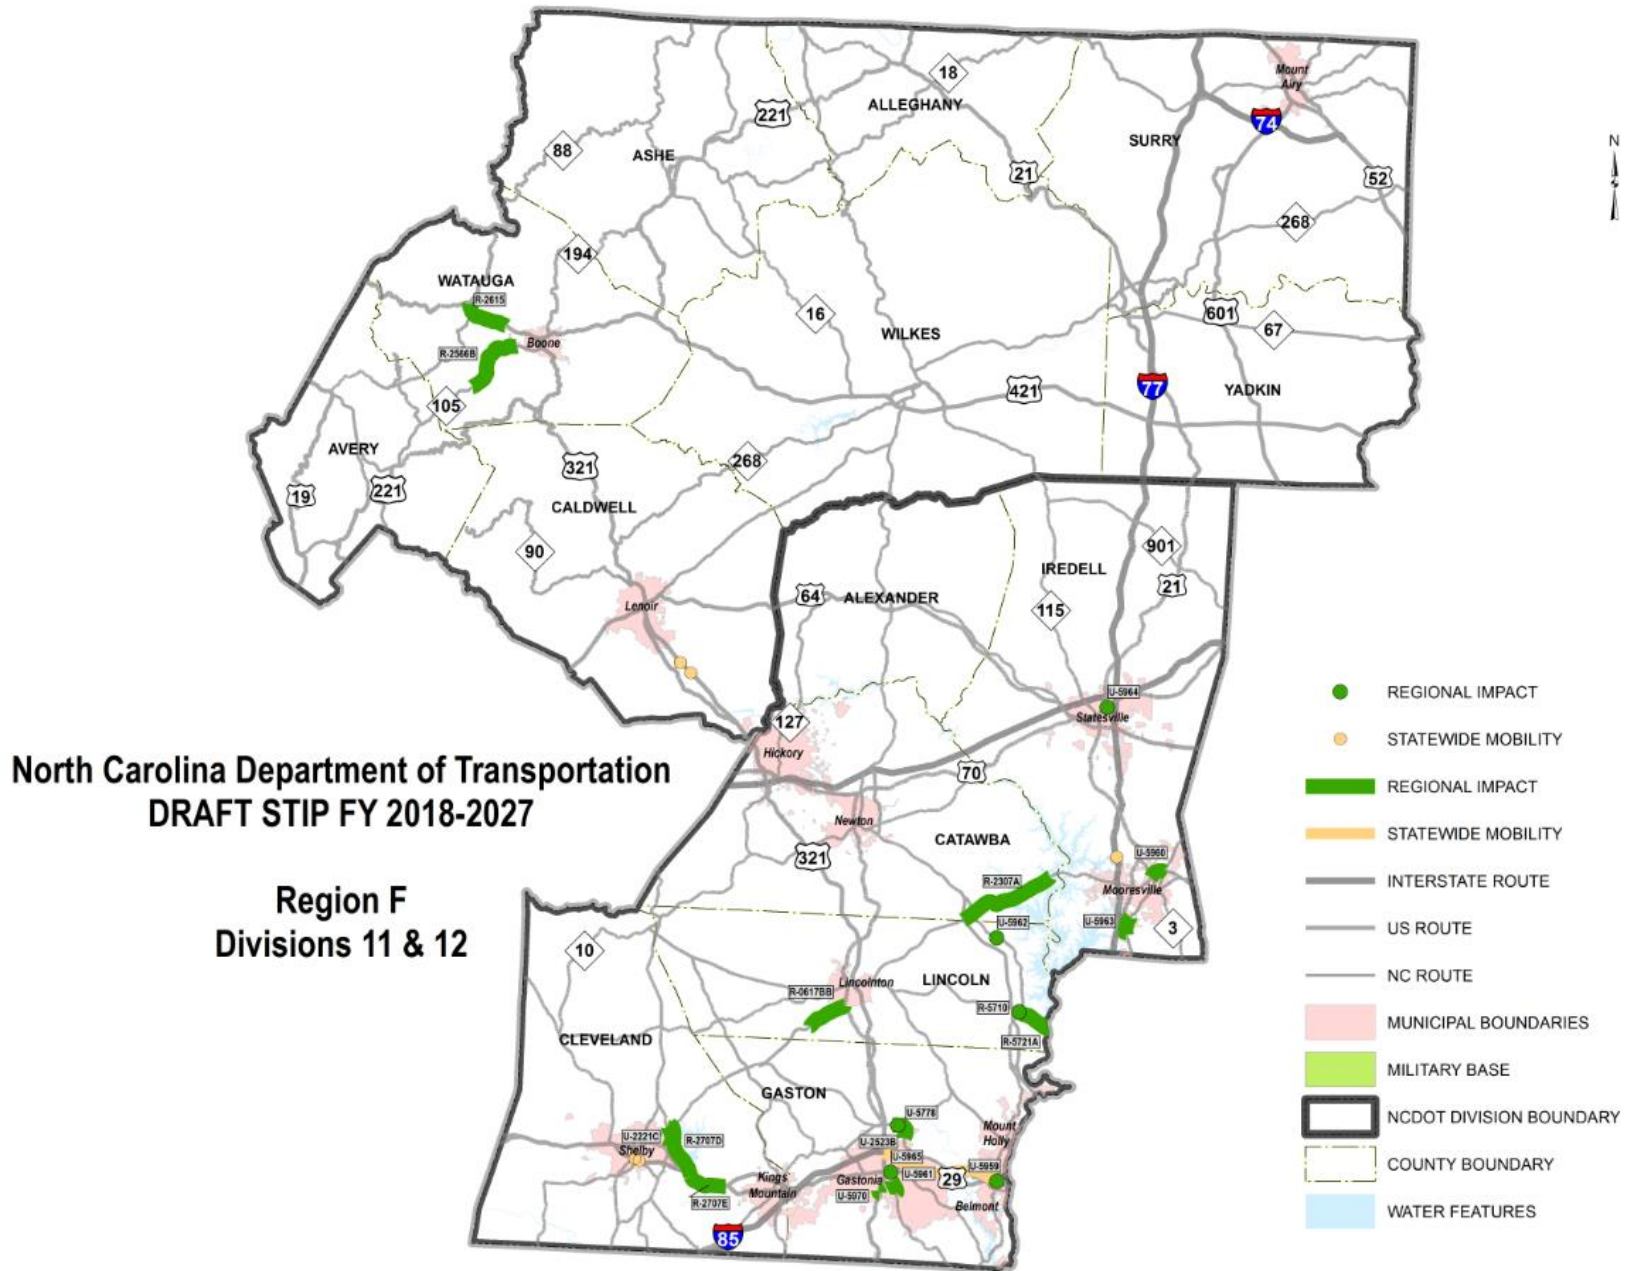 18
Mount
Airy
ALLEGHANY
221
74
SURRY
88
ASHE
21
52
268
194
WATAUGA
R-2615
16
601
67
WILKES
Boone
R-2566B
77
421
YADKIN
105
AVERY
321
268
19
221
CALDWELL
90
901
IREDELL
21
64
ALEXANDER
115
Lenoir
U-5964
Statesville
127
Hickory
70
Newton
CATAWBA
321
U-5960
R-2307A
Mooresville
U-5962
U-5963
3
10
LINCOLN
Lincolnton
R-0617BB
R-5710
CLEVELAND
R-5721A
GASTON
U-5778
Mount
Holly
U-2221C
R-2707D
U-2523B
Shelby
U-5965
U-5959
Kings
Mountain
Gastonia
U-5961
29
U-5970
R-2707E
Belmont
85
N
North Carolina Department of Transportation
DRAFT STIP FY 2018-2027
Region F
Divisions 11 & 12
REGIONAL IMPACT
STATEWIDE MOBILITY
REGIONAL IMPACT
STATEWIDE MOBILITY
INTERSTATE ROUTE
US ROUTE
NC ROUTE
MUNICIPAL BOUNDARIES
MILITARY BASE
NCDOT DIVISION BOUNDARY
COUNTY BOUNDARY
WATER FEATURES